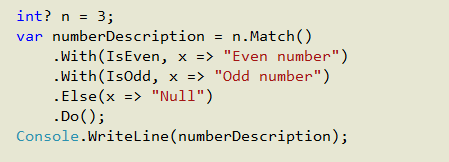 int? n = 3;
var numberDescription = n.Match()
    .With(IsEven, x => "Even number")
    .With(IsOdd, x => "Odd number")
    .Else(x => "Null")
    .Do();
Console.WriteLine(numberDescription);